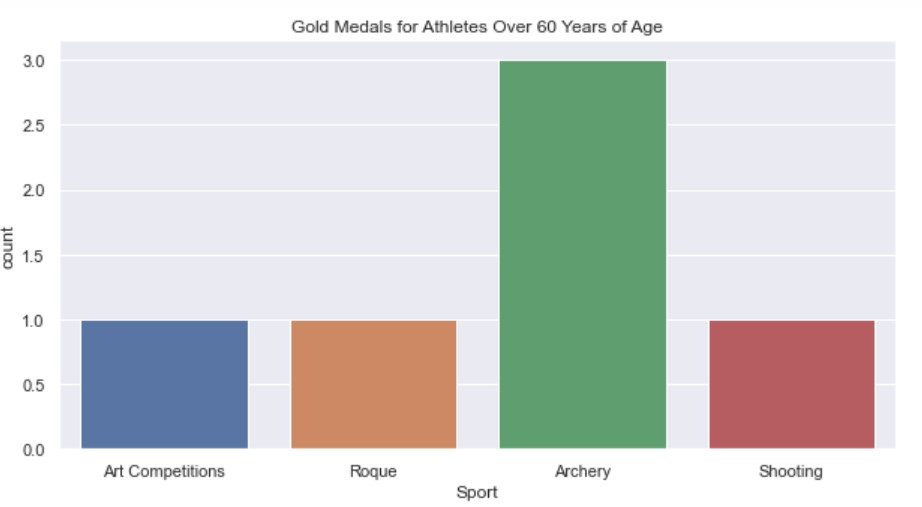 Gold Medals for Athletes Over 60 Years of Age
3.0
2.5
2.0
1.5
1.0
0.5
0.0
count
Art Competitions
Roque
Archery
Shooting
Sport